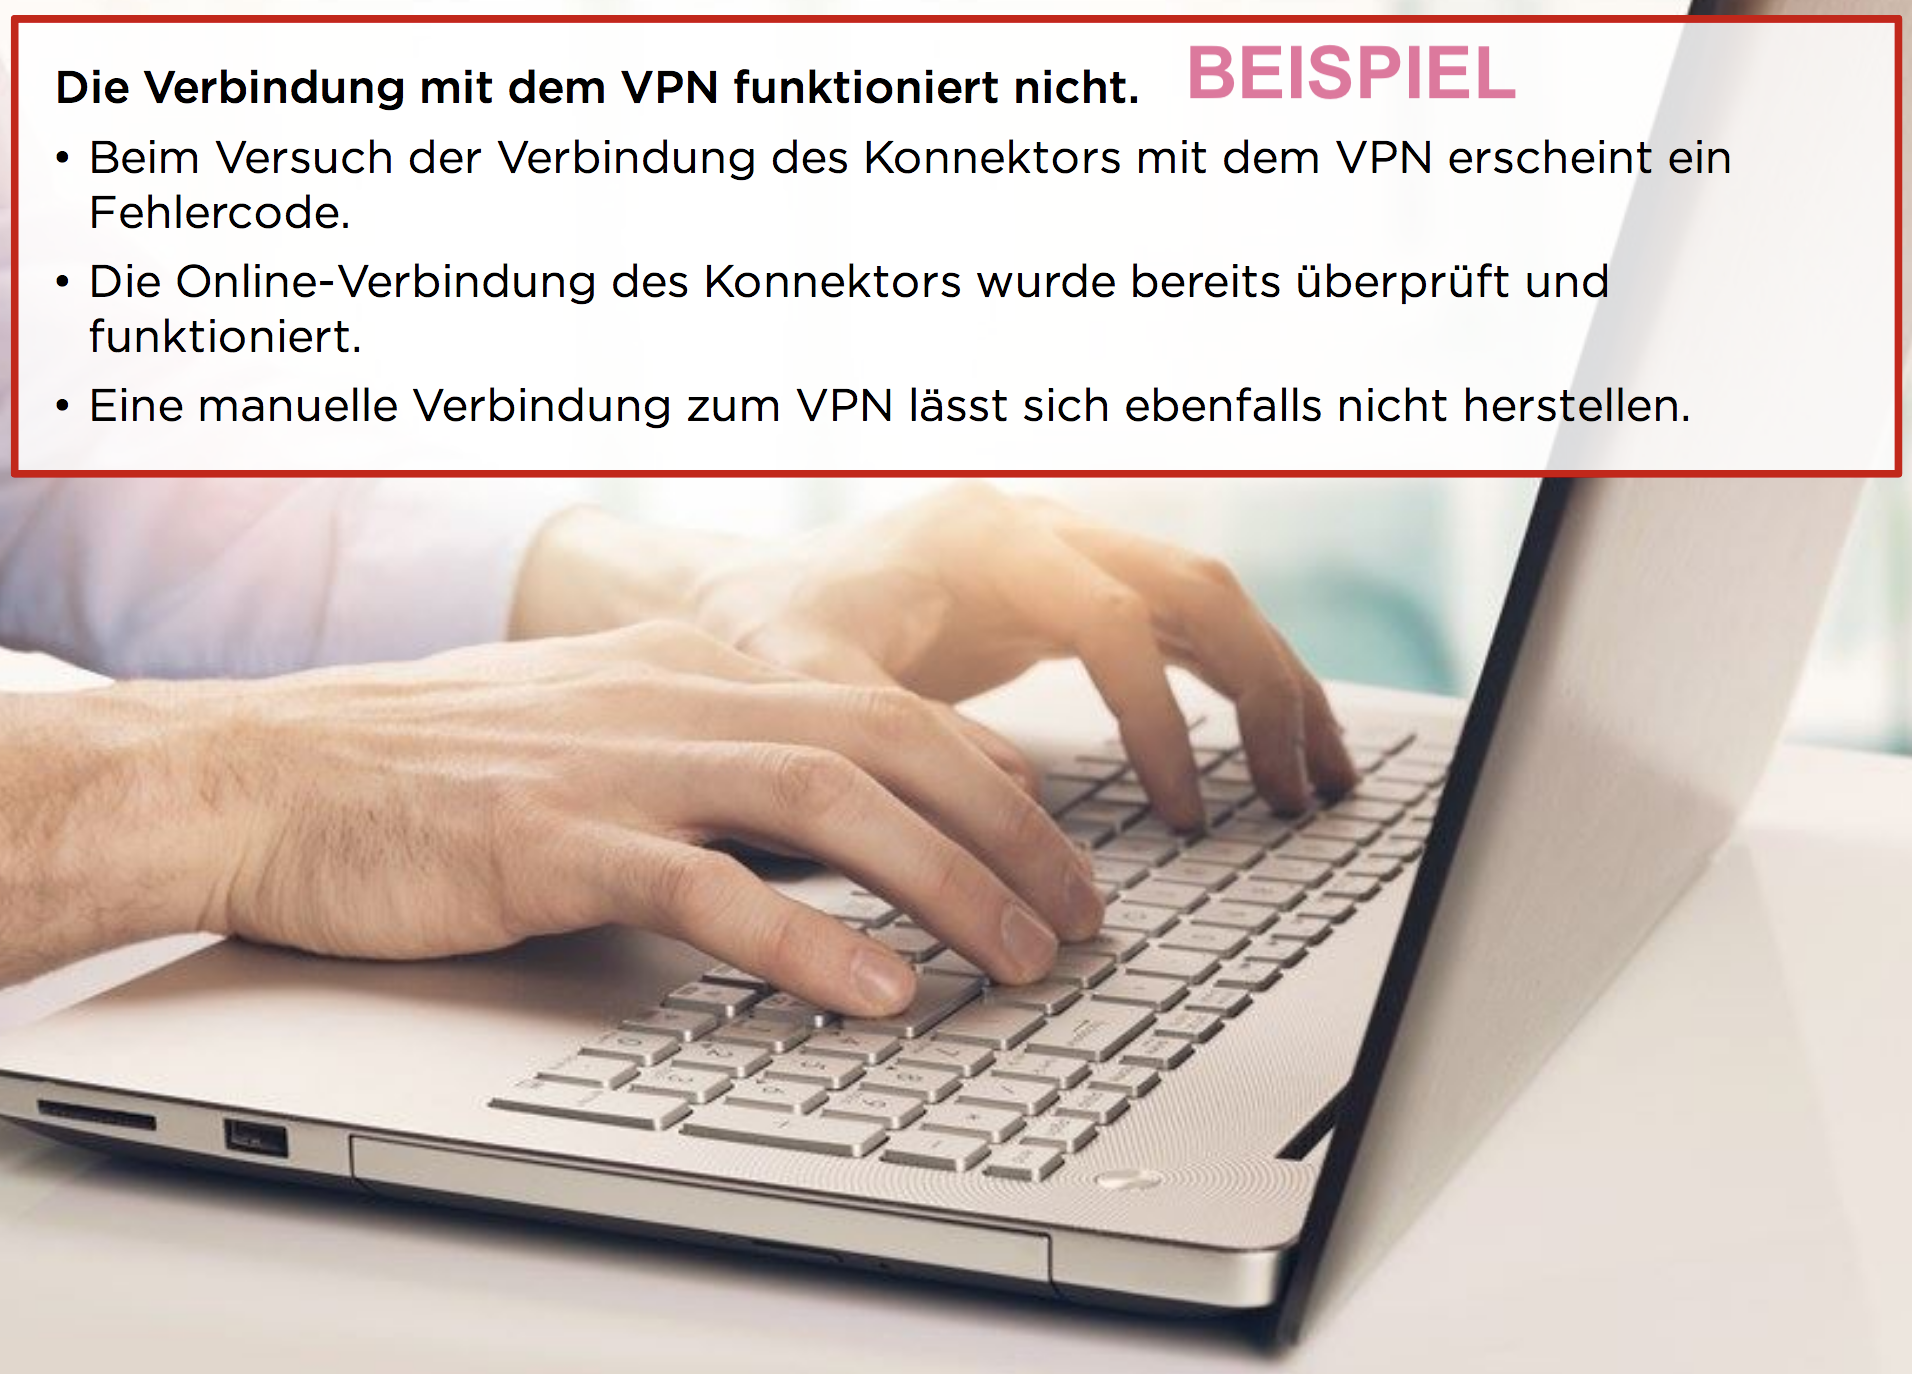 Die Verbindung mit dem VPN funktioniert nicht. BEISPIEL
• Beim Versuch der Verbindung des Konnektors mit dem VPN erscheint ein
Fehlercode.
• Die Online-Verbindung des Konnektors wurde bereits überprüft und
funktioniert.
• Eine manuelle Verbindung zum VPN lässt sich ebenfalls nicht herstellen.